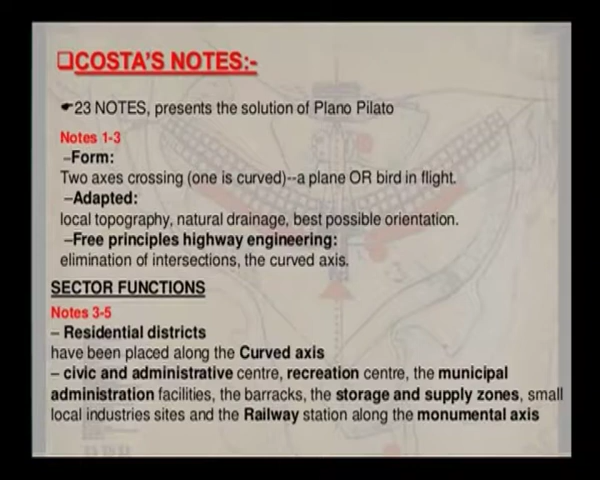 ❑COSTA'S NOTES:-
☛23 NOTES, presents the solution of Plano Pilato
Notes 1-3
–Form:
Two axes crossing (one is curved)--a plane OR bird in flight.
–Adapted:
local topography, natural drainage, best possible orientation.
–Free principles highway engineering:
elimination of intersections, the curved axis.
SECTOR FUNCTIONS
Notes 3-5
– Residential districts
have been placed along the Curved axis
– civic and administrative centre, recreation centre, the municipal
administration facilities, the barracks, the storage and supply zones, small
local industries sites and the Railway station along the monumental axis